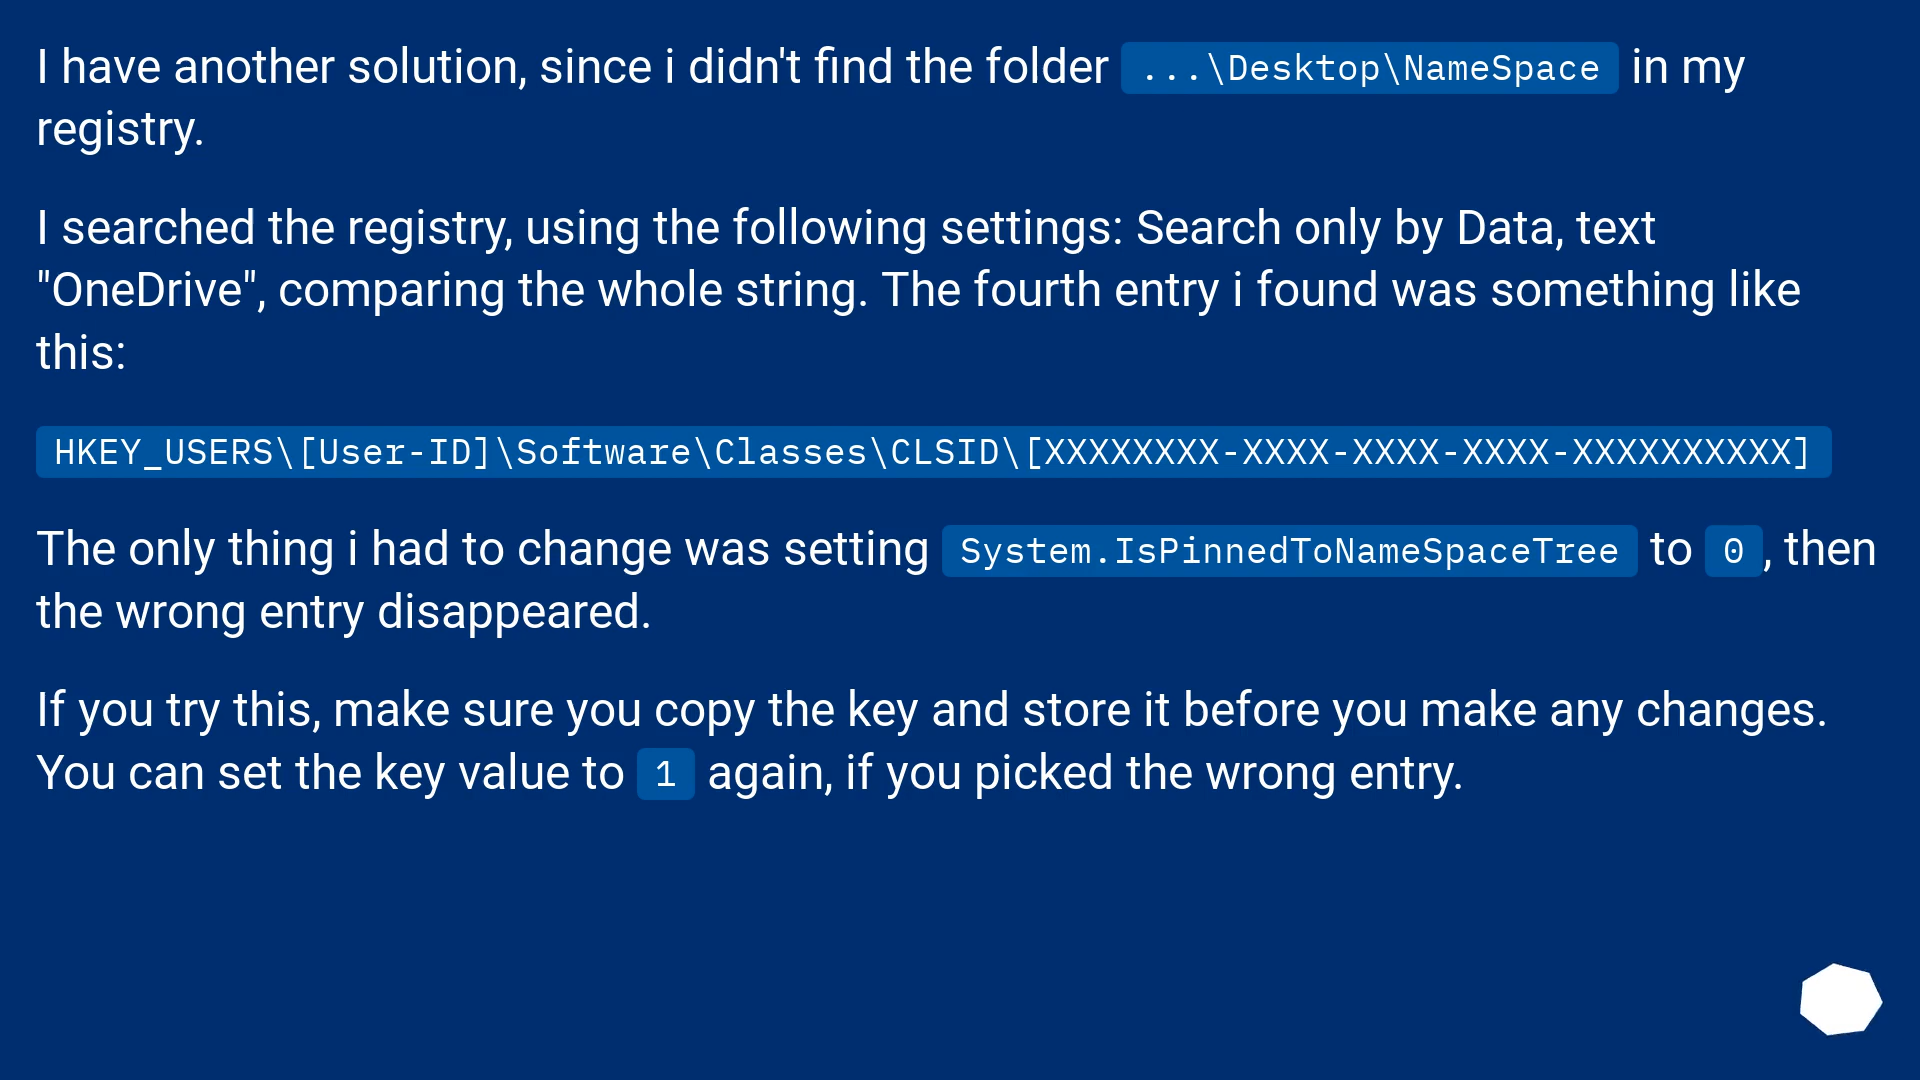 I have another solution, since i didn't find the folder ...\Desktop\NameSpace in my
registry.
I searched the registry, using the following settings: Search only by Data, text
"OneDrive", comparing the whole string. The fourth entry i found was something like
this:
HKEY_USERS\[User-ID]\Software\Classes\CLSID\[XXXXXXXX-XXXX-XXXX-XXXX-XXXXXXXXXX]
The only thing i had to change was setting System.IsPinnedToNameSpaceTree to 0, then
the wrong entry disappeared.
If you try this, make sure you copy the key and store it before you make any changes.
You can set the key value to 1 again, if you picked the wrong entry.